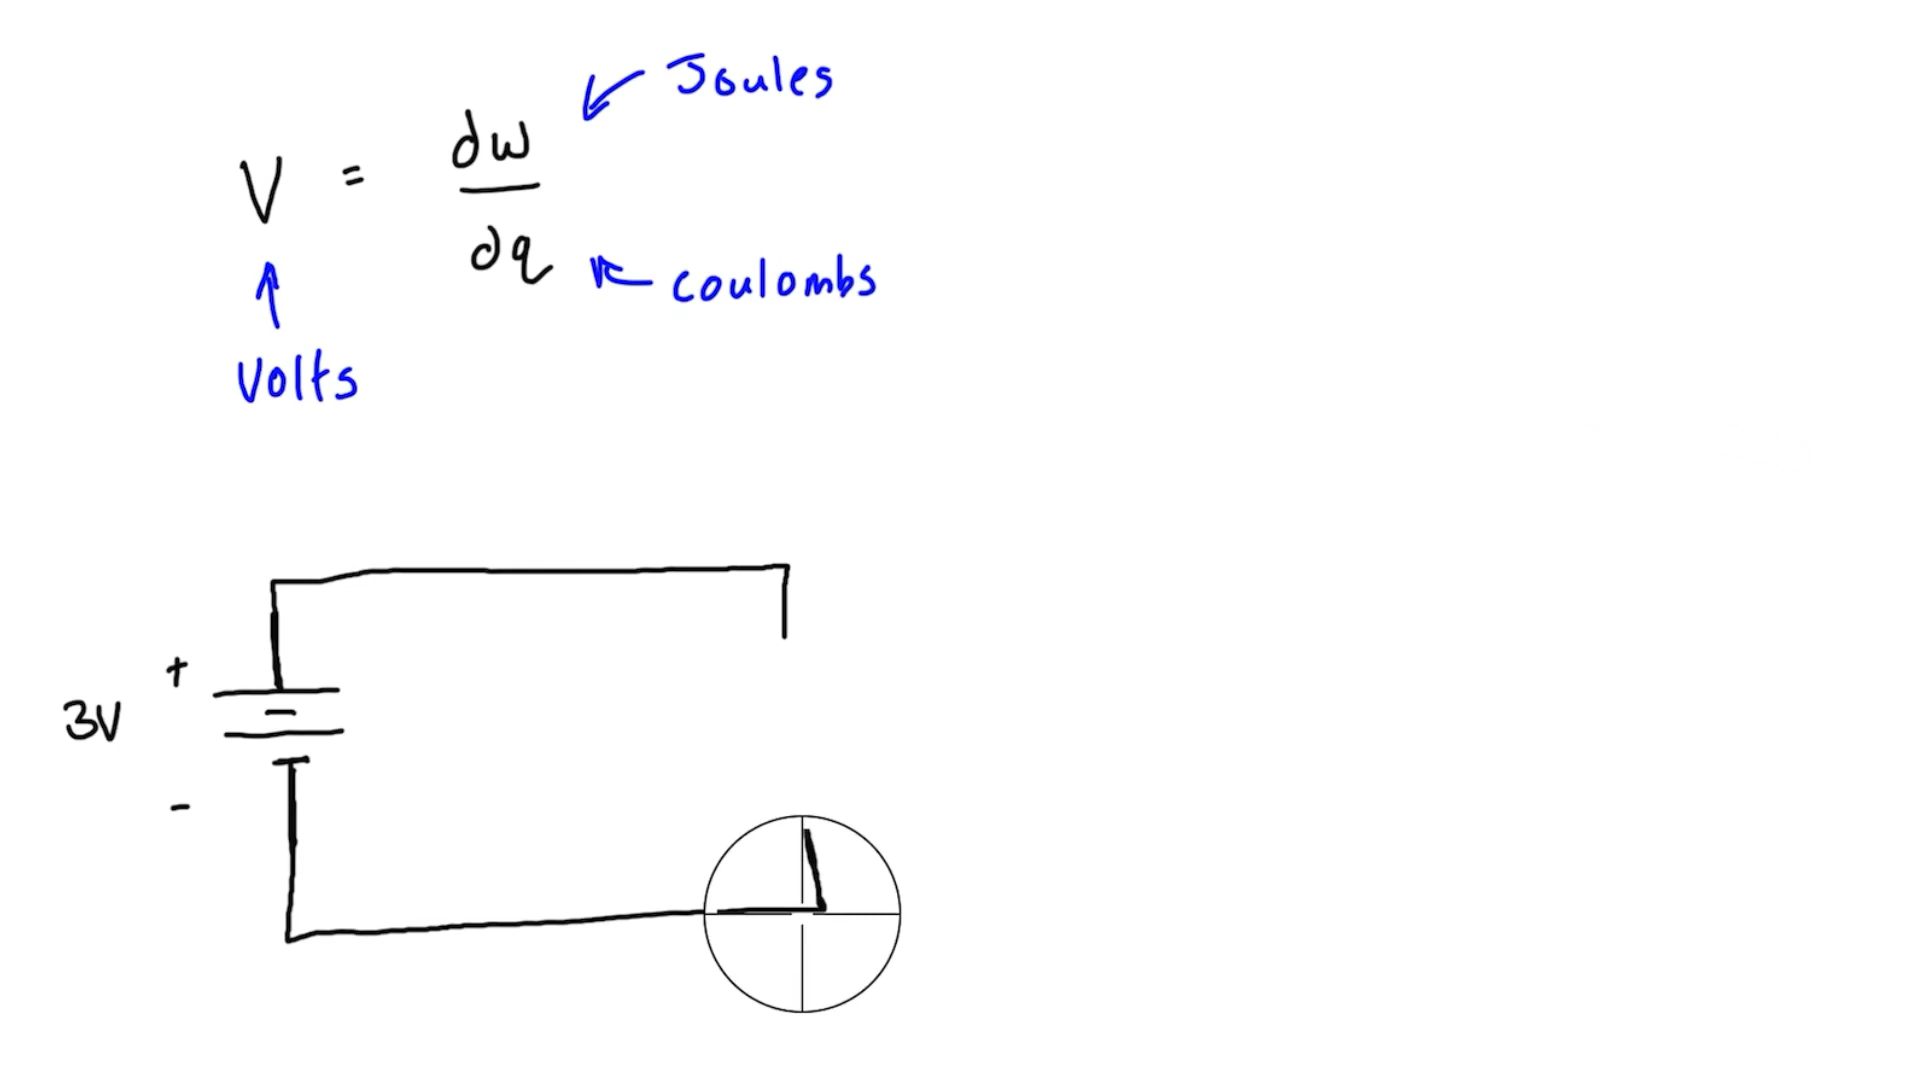 Joules
V = dw
dq
coulombs
Volts
+
3V
-